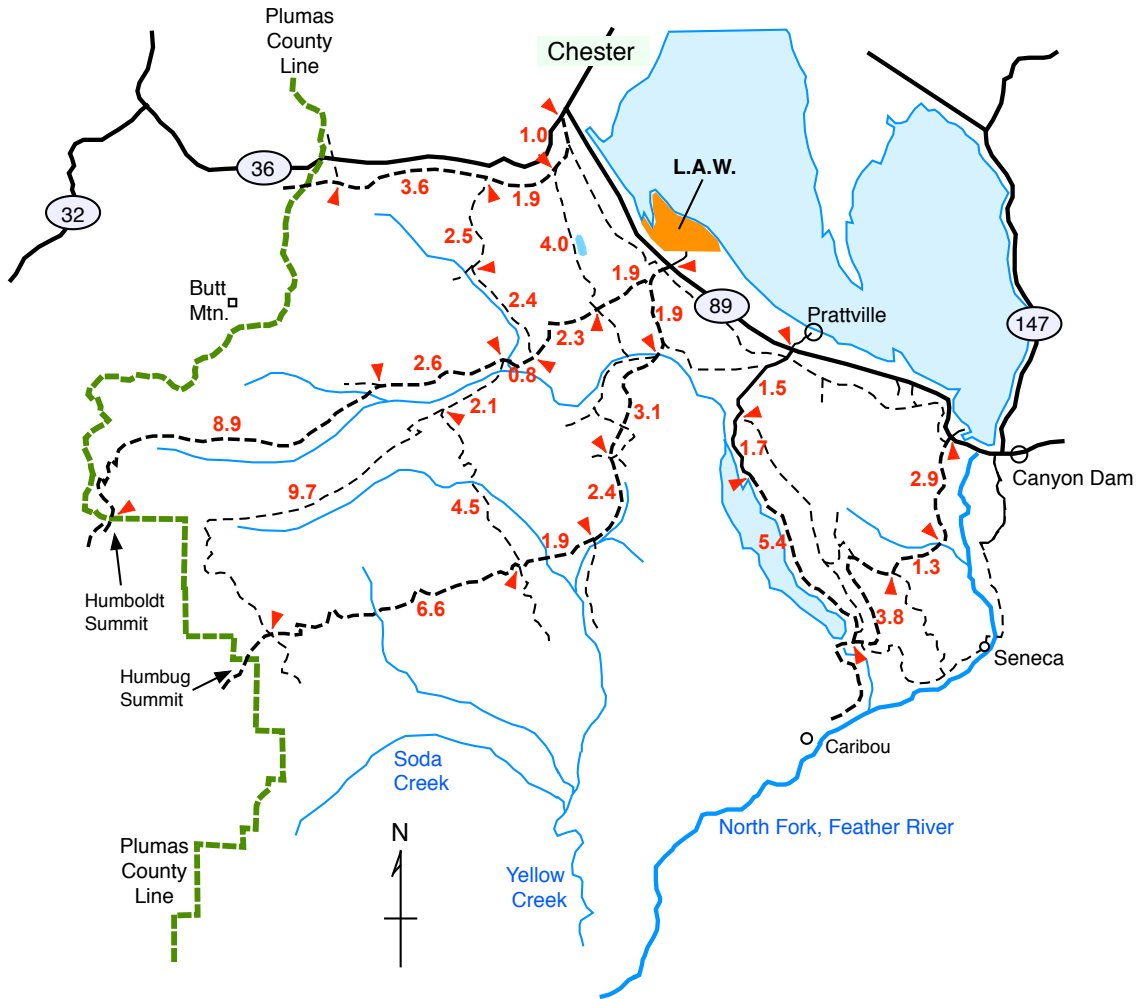 Plumas
County
Line
Chester
1.0
36
3.6
1.9
L.A.W.
32
2.5
4.0
1.9
Butt
Mtn.
2.4
2.3
1.9
89
Prattville
147
2.6
0.8
1.5
2.1
3.1
8.9
1.7
2.9
Canyon Dam
9.7
4.5
2.4
5.4
1.9
1.3
Humboldt
Summit
6.6
3.8
Seneca
Humbug
Summit
Caribou
Soda
Creek
N
North Fork, Feather River
Plumas
County
Line
Yellow
Creek